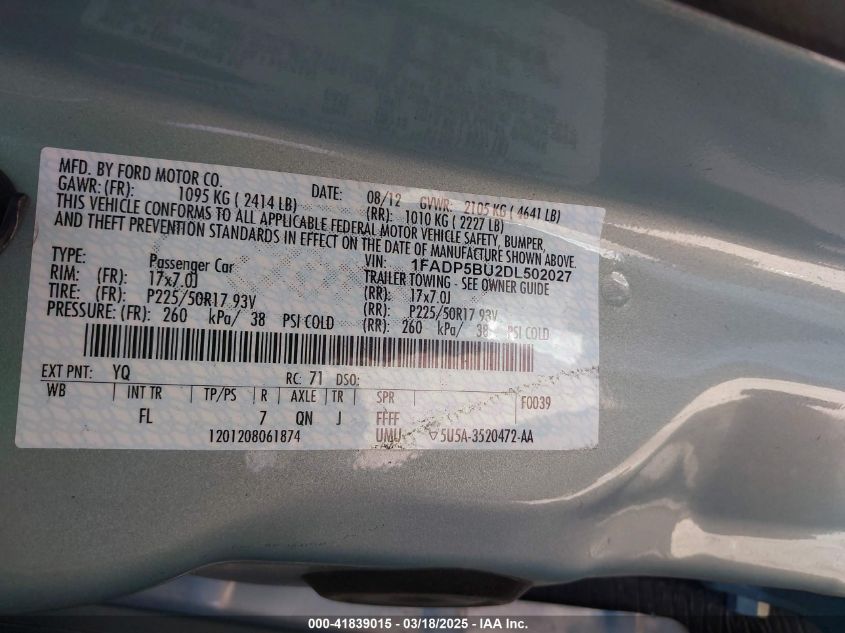 MFD. BY FORD MOTOR CO.
DATE: 08/12 GVWR: 2105 KG ( 4641 LB)
GAWR: (FR): 1095 KG ( 2414 LB) (RR): 1010 KG ( 2227 LB)
THIS VEHICLE CONFORMS TO ALL APPLICABLE FEDERAL MOTOR VEHICLE SAFETY, BUMPER,
AND THEFT PREVENTION STANDARDS IN EFFECT ON THE DATE OF MANUFACTURE SHOWN ABOVE.
VIN: 1FADP5BU2DL502027
TYPE: Passenger Car TRAILER TOWING - SEE OWNER GUIDE
RIM: (FR): 17x7.0J (RR): 17x7.0J
TIRE: (FR): P225/50R17 93V (RR): P225/50R17 93V
PRESSURE: (FR): 260 kPa/ 38 PSI COLD (RR): 260 kPa/ 38 PSI COLD
EXT PNT: YQ RC: 71 DSO:
WB INT TR TP/PS R AXLE TR SPR F0039
FL 7 QN J FFFF
1201208061874 UMU ▽5U5A-3520472-AA
000-41839015 - 03/18/2025 - IAA Inc.